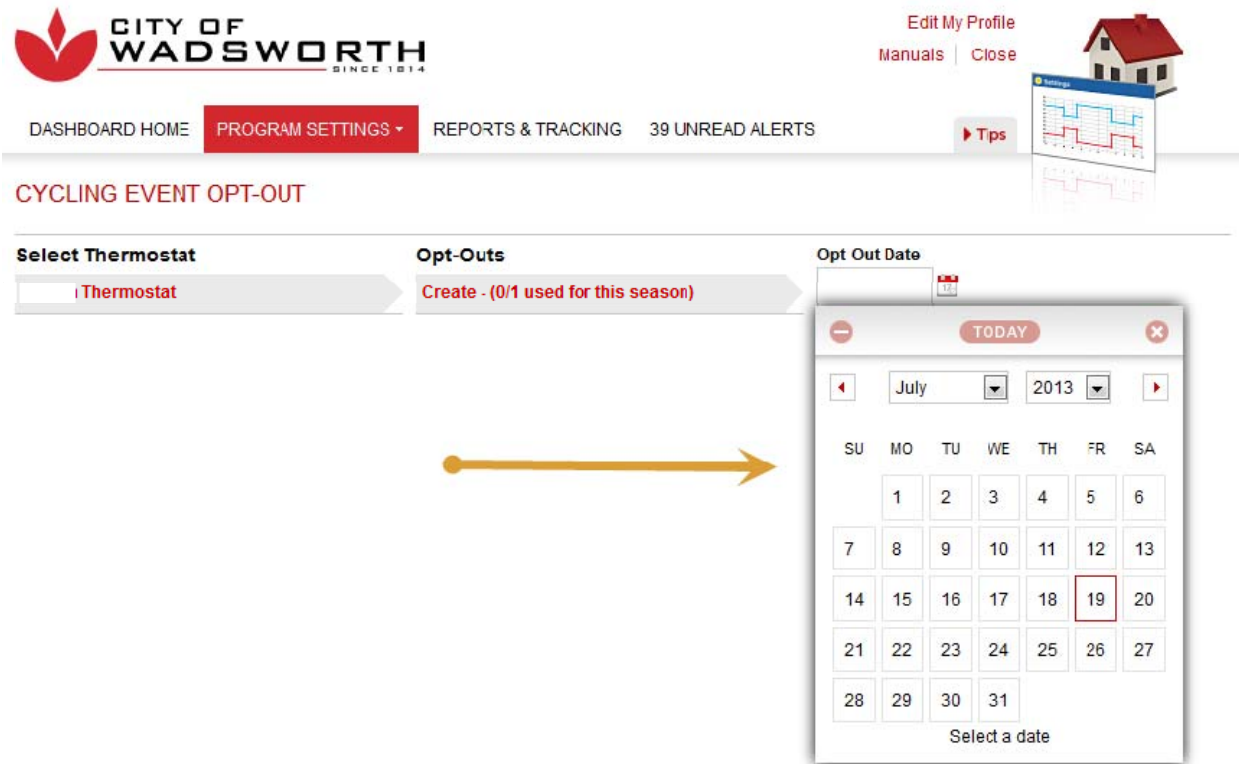 CITY OF
WADSWORTH
SINCE 1814
Edit My Profile
Manuals | Close
Settings
DASHBOARD HOME PROGRAM SETTINGS REPORTS & TRACKING 39 UNREAD ALERTS Tips
CYCLING EVENT OPT-OUT
Select Thermostat Opt-Outs Opt Out Date
Thermostat Create - (0/1 used for this season)
TODAY
July 2013
SU MO TU WE TH FR SA
1 2 3 4 5 6
7 8 9 10 11 12 13
14 15 16 17 18 19 20
21 22 23 24 25 26 27
28 29 30 31
Select a date